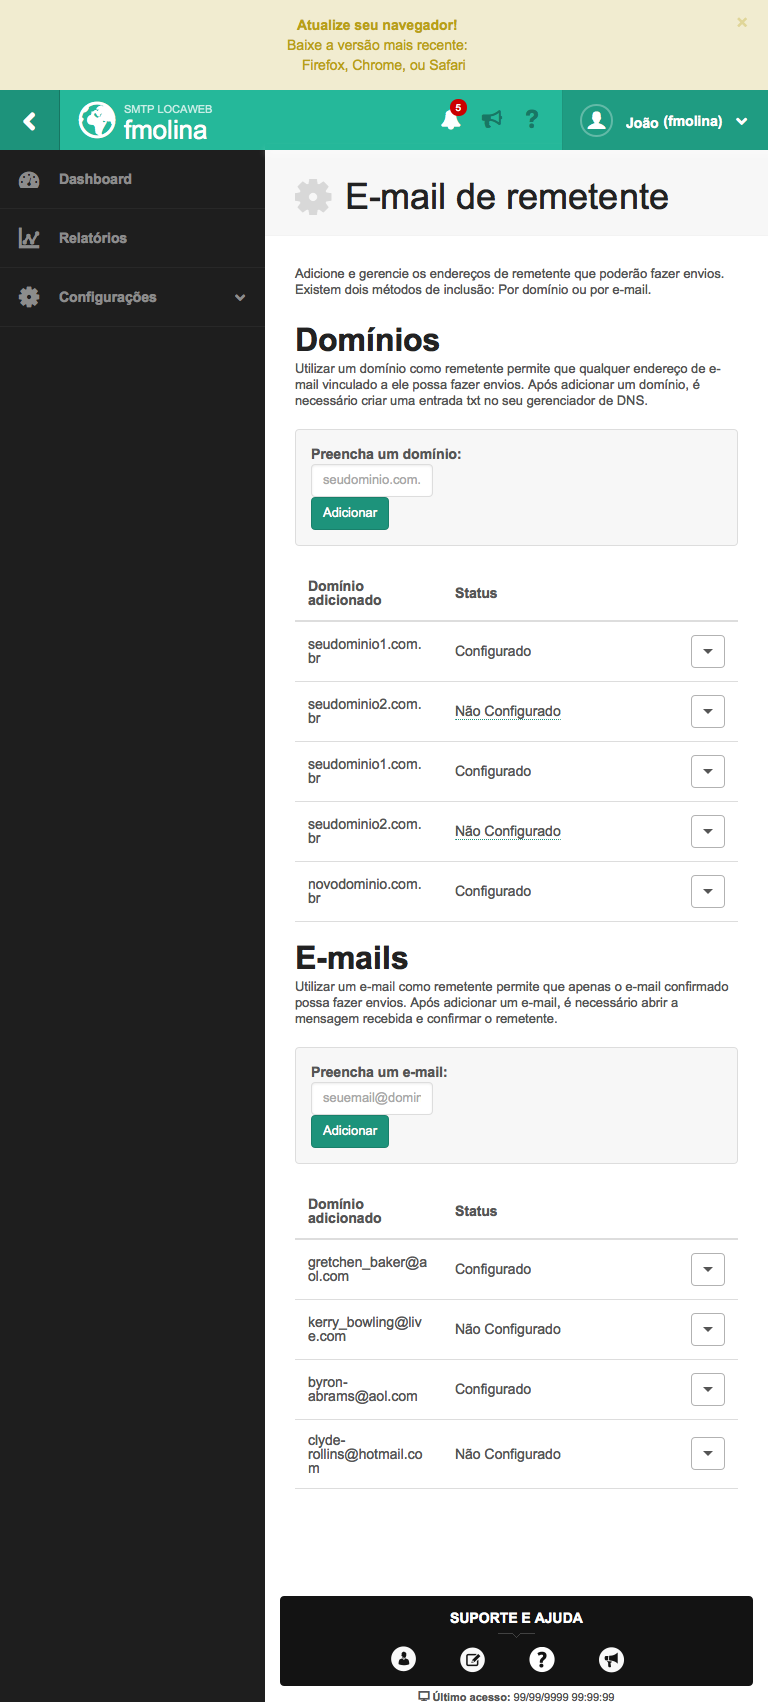 Atualize seu navegador!
×
Baixe a versão mais recente:
Firefox, Chrome, ou Safari
SMTP LOCAWEB
fmolina
5
?
João (fmolina)
Dashboard
Relatórios
Configurações
E-mail de remetente
Adicione e gerencie os endereços de remetente que poderão fazer envios.
Existem dois métodos de inclusão: Por domínio ou por e-mail.
Domínios
Utilizar um domínio como remetente permite que qualquer endereço de e-
mail vinculado a ele possa fazer envios. Após adicionar um domínio, é
necessário criar uma entrada txt no seu gerenciador de DNS.
Preencha um domínio:
seudominio.com.
Adicionar
Domínio
adicionado
Status
seudominio1.com.
br
Configurado
seudominio2.com.
br
Não Configurado
seudominio1.com.
br
Configurado
seudominio2.com.
br
Não Configurado
novodominio.com.
br
Configurado
E-mails
Utilizar um e-mail como remetente permite que apenas o e-mail confirmado
possa fazer envios. Após adicionar um e-mail, é necessário abrir a
mensagem recebida e confirmar o remetente.
Preencha um e-mail:
seuemail@domin
Adicionar
Domínio
adicionado
Status
gretchen_baker@a
ol.com
Configurado
kerry_bowling@liv
e.com
Não Configurado
byron-
abrams@aol.com
Configurado
clyde-
rollins@hotmail.co
m
Não Configurado
SUPORTE E AJUDA
?
Último acesso: 99/99/9999 99:99:99